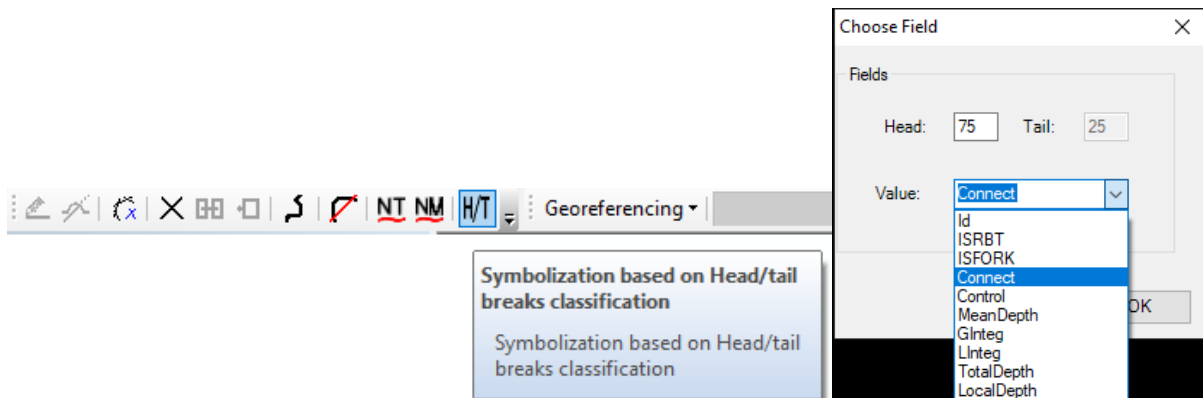 NT NM H/T Georeferencing
Symbolization based on Head/tail
breaks classification
Symbolization based on Head/tail
breaks classification
Choose Field
Fields
Head: 75 Tail: 25
Value: Connect
Id
ISRBT
ISFORK
Connect
Control
MeanDepth
GInteg
LInteg
TotalDepth
LocalDepth
OK